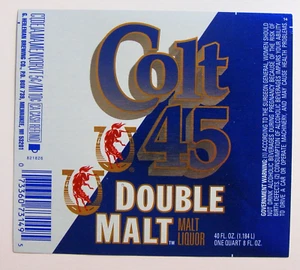 Colt
45
DOUBLE
MALT™
MALT
LIQUOR
40 FL. OZ. (1.184 L)
ONE QUART 8 FL. OZ.
G. HEILEMAN BREWING CO., P.O. BOX 739, MILWAUKEE, WI 53201
GOVERNMENT WARNING: (1) ACCORDING TO THE SURGEON GENERAL, WOMEN SHOULD
NOT DRINK ALCOHOLIC BEVERAGES DURING PREGNANCY BECAUSE OF THE RISK OF
BIRTH DEFECTS. (2) CONSUMPTION OF ALCOHOLIC BEVERAGES IMPAIRS YOUR ABILITY
TO DRIVE A CAR OR OPERATE MACHINERY, AND MAY CAUSE HEALTH PROBLEMS.